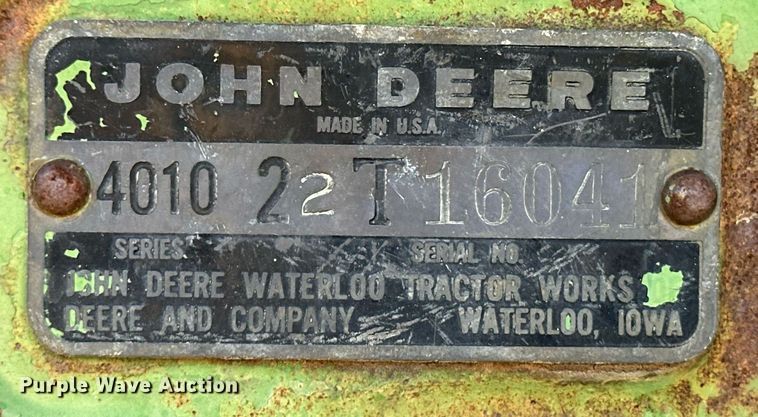 JOHN DEERE
MADE IN U.S.A.
4010 22 T 16041
SERIES SERIAL NO.
JOHN DEERE WATERLOO TRACTOR WORKS
DEERE AND COMPANY WATERLOO, IOWA
Purple Wave Auction